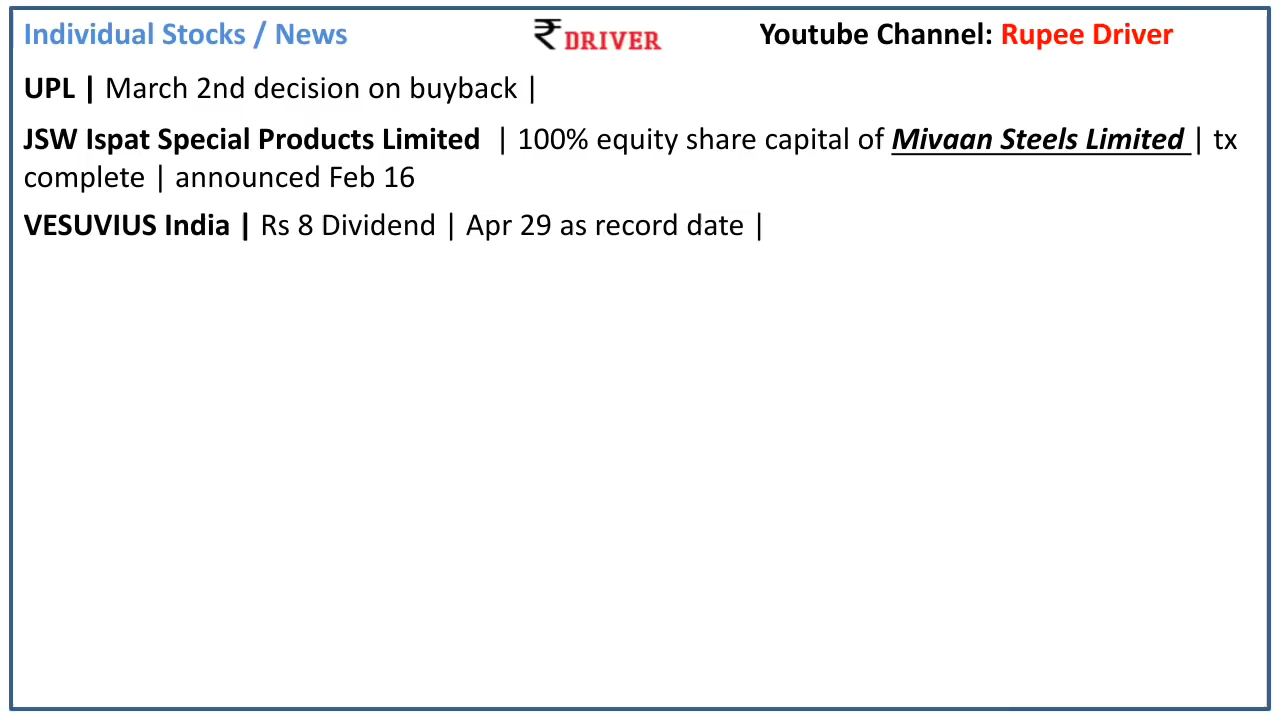 Individual Stocks / News ₹ DRIVER Youtube Channel: Rupee Driver
UPL | March 2nd decision on buyback |
JSW Ispat Special Products Limited | 100% equity share capital of Mivaan Steels Limited | tx
complete | announced Feb 16
VESUVIUS India | Rs 8 Dividend | Apr 29 as record date |